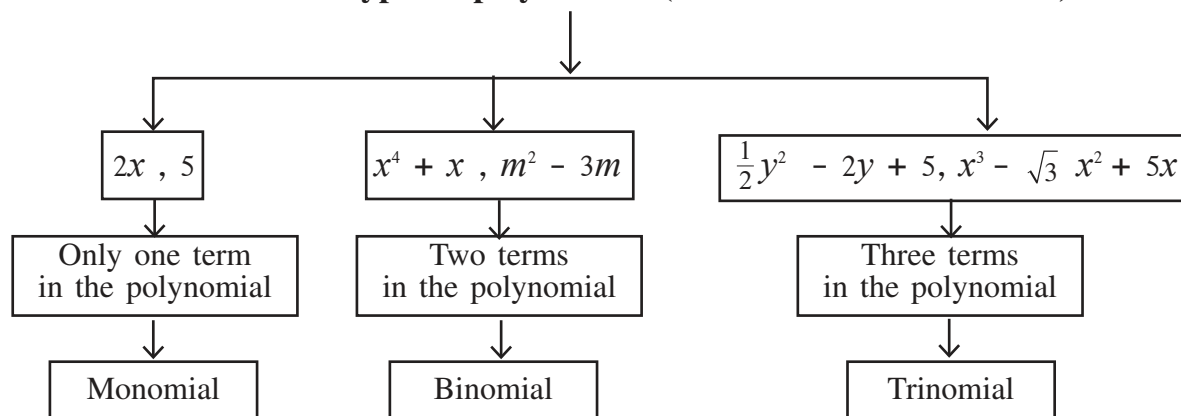 2x , 5
x⁴ + x , m² - 3m
½y² - 2y + 5, x³ - √3 x² + 5x
Only one term
in the polynomial
Two terms
in the polynomial
Three terms
in the polynomial
Monomial
Binomial
Trinomial